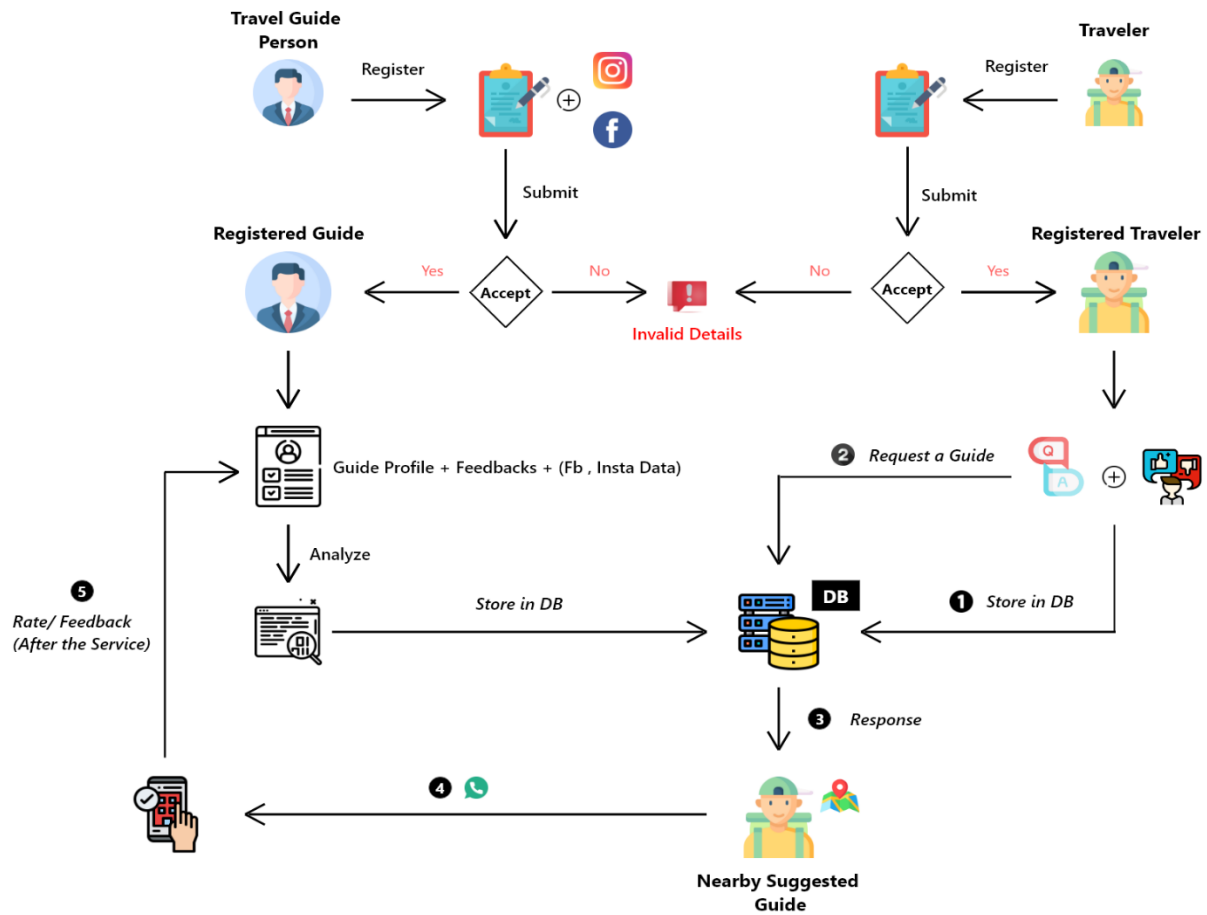 Travel Guide
Person
Traveler
Register
Register
Submit
Submit
Registered Guide
Registered Traveler
Yes
No
No
Yes
Accept
Accept
Invalid Details
2 Request a Guide
Q
A
Guide Profile + Feedbacks + (Fb , Insta Data)
Analyze
5
Rate/ Feedback
(After the Service)
Store in DB
DB
1 Store in DB
3 Response
4
Nearby Suggested
Guide